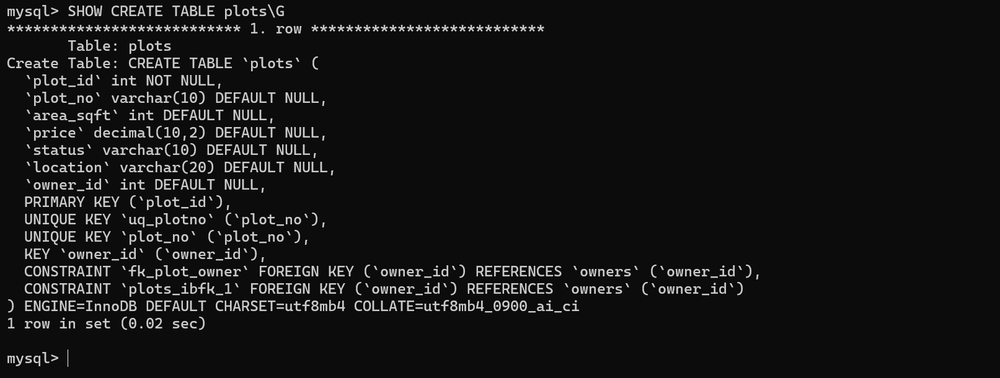 mysql> SHOW CREATE TABLE plots\G
*************************** 1. row ***************************
       Table: plots
Create Table: CREATE TABLE `plots` (
  `plot_id` int NOT NULL,
  `plot_no` varchar(10) DEFAULT NULL,
  `area_sqft` int DEFAULT NULL,
  `price` decimal(10,2) DEFAULT NULL,
  `status` varchar(10) DEFAULT NULL,
  `location` varchar(20) DEFAULT NULL,
  `owner_id` int DEFAULT NULL,
  PRIMARY KEY (`plot_id`),
  UNIQUE KEY `uq_plotno` (`plot_no`),
  UNIQUE KEY `plot_no` (`plot_no`),
  KEY `owner_id` (`owner_id`),
  CONSTRAINT `fk_plot_owner` FOREIGN KEY (`owner_id`) REFERENCES `owners` (`owner_id`),
  CONSTRAINT `plots_ibfk_1` FOREIGN KEY (`owner_id`) REFERENCES `owners` (`owner_id`)
) ENGINE=InnoDB DEFAULT CHARSET=utf8mb4 COLLATE=utf8mb4_0900_ai_ci
1 row in set (0.02 sec)

mysql>